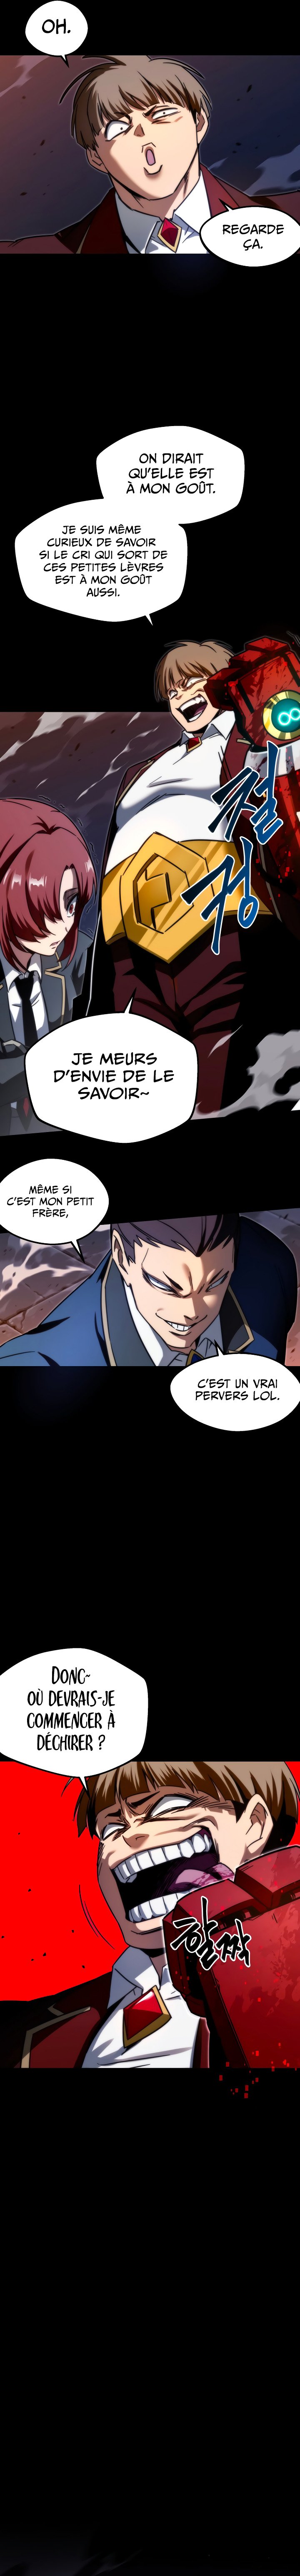 OH.
REGARDE
ÇA.
ON DIRAIT
QU'ELLE EST
À MON GOÛT.
JE SUIS MÊME
CURIEUX DE SAVOIR
SI LE CRI QUI SORT DE
CES PETITES LÈVRES
EST À MON GOÛT
AUSSI.
철
컹
JE MEURS
D'ENVIE DE LE
SAVOIR~
MÊME SI
C'EST MON PETIT
FRÈRE,
C'EST UN VRAI
PERVERS LOL.
DONC~
OÙ DEVRAIS-JE
COMMENCER À
DÉCHIRER ?
할짝